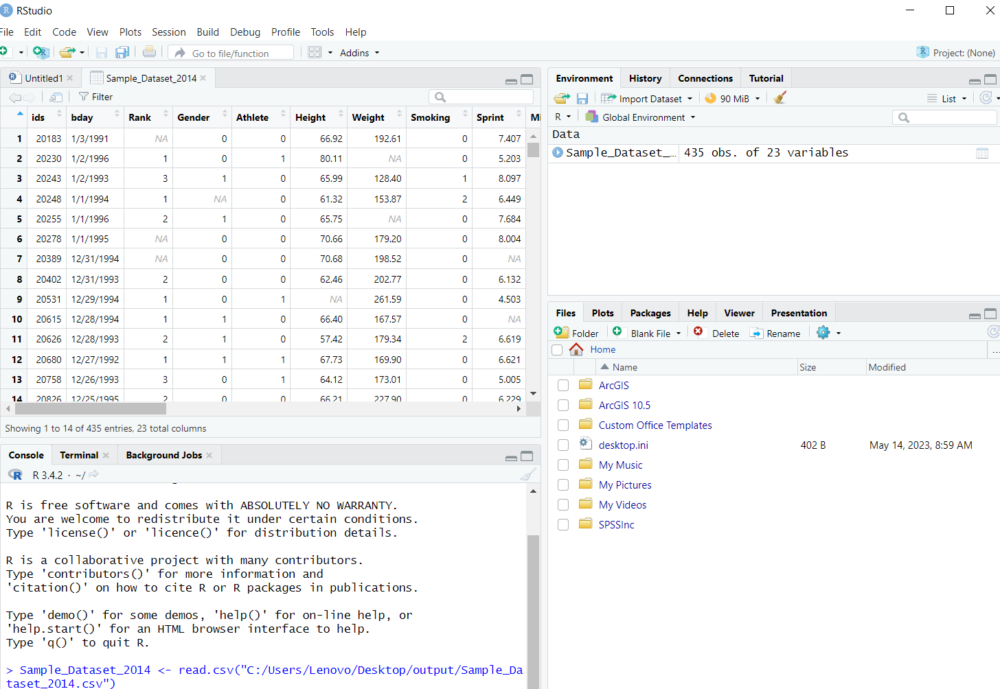 RStudio
File Edit Code View Plots Session Build Debug Profile Tools Help
Go to file/function Addins Project: (None)
Untitled1 Sample_Dataset_2014
Filter
ids bday Rank Gender Athlete Height Weight Smoking Sprint Mi
1 20183 1/3/1991 NA 0 0 66.92 192.61 0 7.407
2 20230 1/2/1996 1 0 1 80.11 NA 0 5.203
3 20243 1/2/1993 3 1 0 65.99 128.40 1 8.097
4 20248 1/1/1994 1 NA 0 61.32 153.87 2 6.449
5 20255 1/1/1996 2 1 0 65.75 NA 0 7.684
6 20278 1/1/1995 NA 0 0 70.66 179.20 0 8.004
7 20389 12/31/1994 NA 0 0 70.68 198.52 0 NA
8 20402 12/31/1993 2 0 0 62.46 202.77 0 6.132
9 20531 12/29/1994 1 0 1 NA 261.59 0 4.503
10 20615 12/28/1994 1 1 0 66.40 167.57 0 NA
11 20626 12/28/1993 2 1 0 57.42 179.34 2 6.619
12 20680 12/27/1992 1 1 1 67.73 169.90 0 6.621
13 20758 12/26/1993 3 0 1 64.12 173.01 0 5.005
14 20826 12/25/1995 2 0 0 66.21 227.90 0 6.229
Showing 1 to 14 of 435 entries, 23 total columns
Console Terminal Background Jobs
R R 3.4.2 · ~/
R is free software and comes with ABSOLUTELY NO WARRANTY.
You are welcome to redistribute it under certain conditions.
Type 'license()' or 'licence()' for distribution details.
R is a collaborative project with many contributors.
Type 'contributors()' for more information and
'citation()' on how to cite R or R packages in publications.
Type 'demo()' for some demos, 'help()' for on-line help, or
'help.start()' for an HTML browser interface to help.
Type 'q()' to quit R.
> Sample_Dataset_2014 <- read.csv("C:/Users/Lenovo/Desktop/output/Sample_Da
taset_2014.csv")
Environment History Connections Tutorial
Import Dataset 90 MiB List
R Global Environment
Data
Sample_Dataset_… 435 obs. of 23 variables
Files Plots Packages Help Viewer Presentation
Folder Blank File Delete Rename
Home ...
Name Size Modified
ArcGIS
ArcGIS 10.5
Custom Office Templates
desktop.ini 402 B May 14, 2023, 8:59 AM
My Music
My Pictures
My Videos
SPSSInc